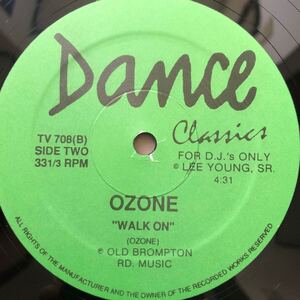 Dance
Classics
TV 708(B)
SIDE TWO
331/3 RPM
FOR D.J.'s ONLY
© LEE YOUNG, SR.
4:31
OZONE
"WALK ON"
(OZONE)
© OLD BROMPTON
RD. MUSIC
ALL RIGHTS OF THE MANUFACTURER AND THE OWNER OF THE RECORDED WORKS RESERVED.